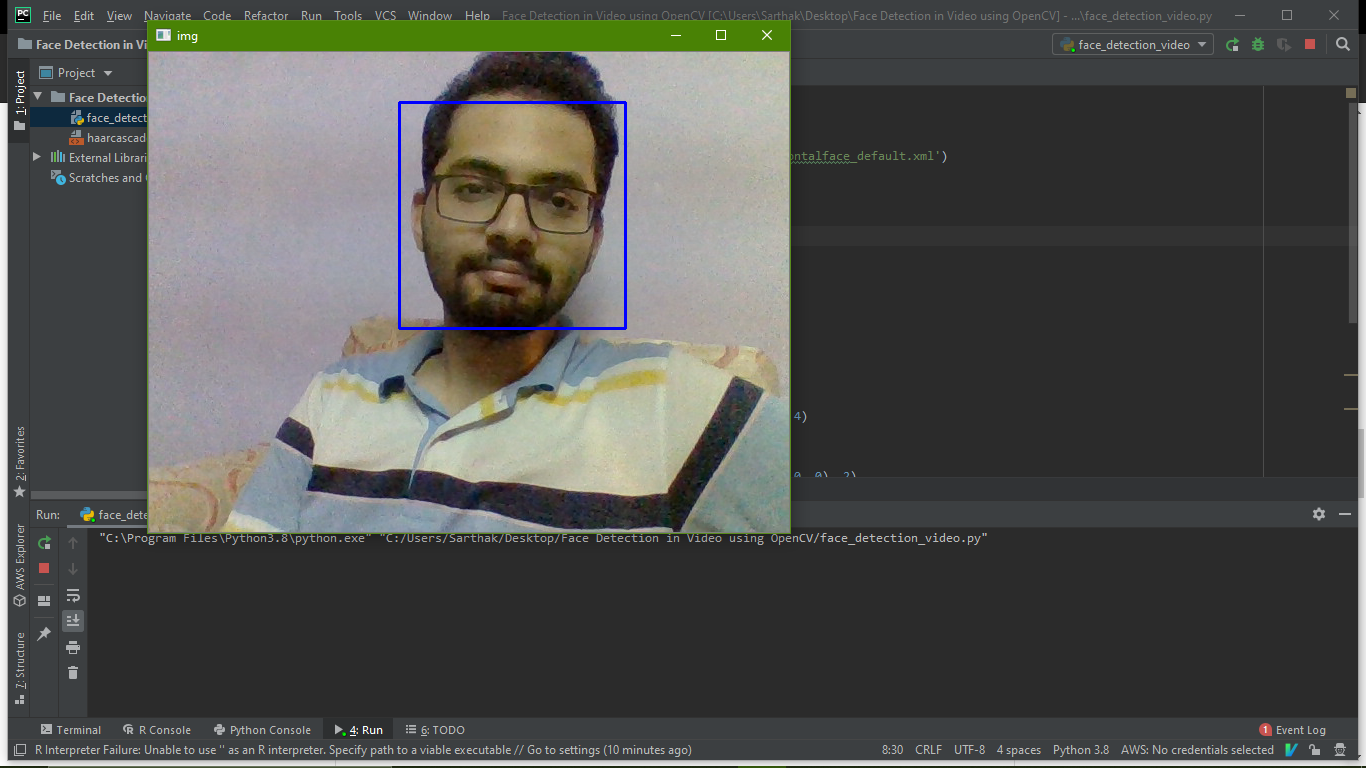 PC File Edit View Navigate Code Refactor Run Tools VCS Window Help Face Detection in Video using OpenCV [C:\Users\Sarthak\Desktop\Face Detection in Video using OpenCV] - ...\face_detection_video.py
img
Face Detection in Vi
face_detection_video
1: Project
Project
Face Detection
face_detect
haarcascad
External Librari
Scratches and
ontalface_default.xml')
4)
0, 0), 2)
2: Favorites
AWS Explorer
7: Structure
Run: face_dete
"C:\Program Files\Python3.8\python.exe" "C:/Users/Sarthak/Desktop/Face Detection in Video using OpenCV/face_detection_video.py"
Terminal R Console Python Console 4: Run 6: TODO 1 Event Log
R Interpreter Failure: Unable to use '' as an R interpreter. Specify path to a viable executable // Go to settings (10 minutes ago) 8:30 CRLF UTF-8 4 spaces Python 3.8 AWS: No credentials selected